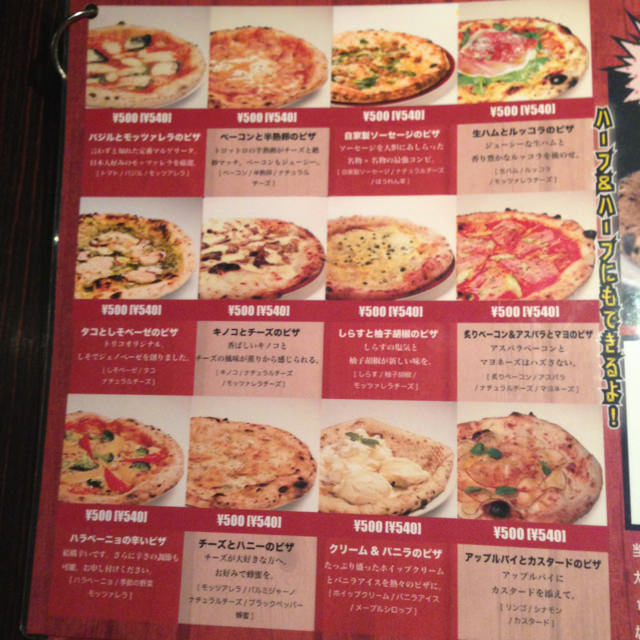 ¥500 [¥540]
バジルとモッツァレラのピザ
言わずと知れた定番マルゲリータ。
日本人好みのモッツァレラを厳選。
[ トマト / バジル / モッツァレラ ]
¥500 [¥540]
ベーコンと半熟卵のピザ
トロットロの半熟卵がチーズと絶
妙マッチ。ベーコンもジューシー。
[ ベーコン / 半熟卵 / ナチュラル
チーズ ]
¥500 [¥540]
自家製ソーセージのピザ
ソーセージを大胆にあしらった
名物×名物の最強コンビ。
[ 自家製ソーセージ / ナチュラルチーズ
/ ほうれん草 ]
¥500 [¥540]
生ハムとルッコラのピザ
ジューシーな生ハムと
香り豊かなルッコラを後のせ。
[ 生ハム / ルッコラ
/ モッツァレラチーズ ]
¥500 [¥540]
タコとしそベーゼのピザ
トリコオリジナル。
しそでジェノベーゼを創りました。
[ しそベーゼ / タコ
ナチュラルチーズ ]
¥500 [¥540]
キノコとチーズのピザ
香ばしいキノコと
チーズの風味が薫りから感じられる。
[ キノコ / ナチュラルチーズ
/ モッツァレラチーズ ]
¥500 [¥540]
しらすと柚子胡椒のピザ
しらすの塩気と
柚子胡椒が新しい味を。
[ しらす / 柚子胡椒 /
モッツァレラチーズ ]
¥500 [¥540]
炙りベーコン&アスパラとマヨのピザ
アスパラベーコンと
マヨネーズはハズさない。
[ 炙りベーコン / アスパラ
/ ナチュラルチーズ / マヨネーズ ]
¥500 [¥540]
ハラペーニョの辛いピザ
結構辛いです。さらに辛さの調節も
可能。お申し付けください。
[ ハラペーニョ / 季節の野菜
モッツァレラ ]
¥500 [¥540]
チーズとハニーのピザ
チーズが大好きな方へ。
お好みで蜂蜜を。
[ モッツァレラ / パルミジャーノ
ナチュラルチーズ / ブラックペッパー
蜂蜜 ]
¥500 [¥540]
クリーム & バニラのピザ
たっぷり盛ったホイップクリーム
とバニラアイスを熱々のピザに。
[ ホイップクリーム / バニラアイス
/ メープルシロップ ]
¥500 [¥540]
アップルパイとカスタードのピザ
アップルパイに
カスタードを添えて。
[ リンゴ / シナモン
/ カスタード ]
ハーフ&ハーフにもできるよ!
当